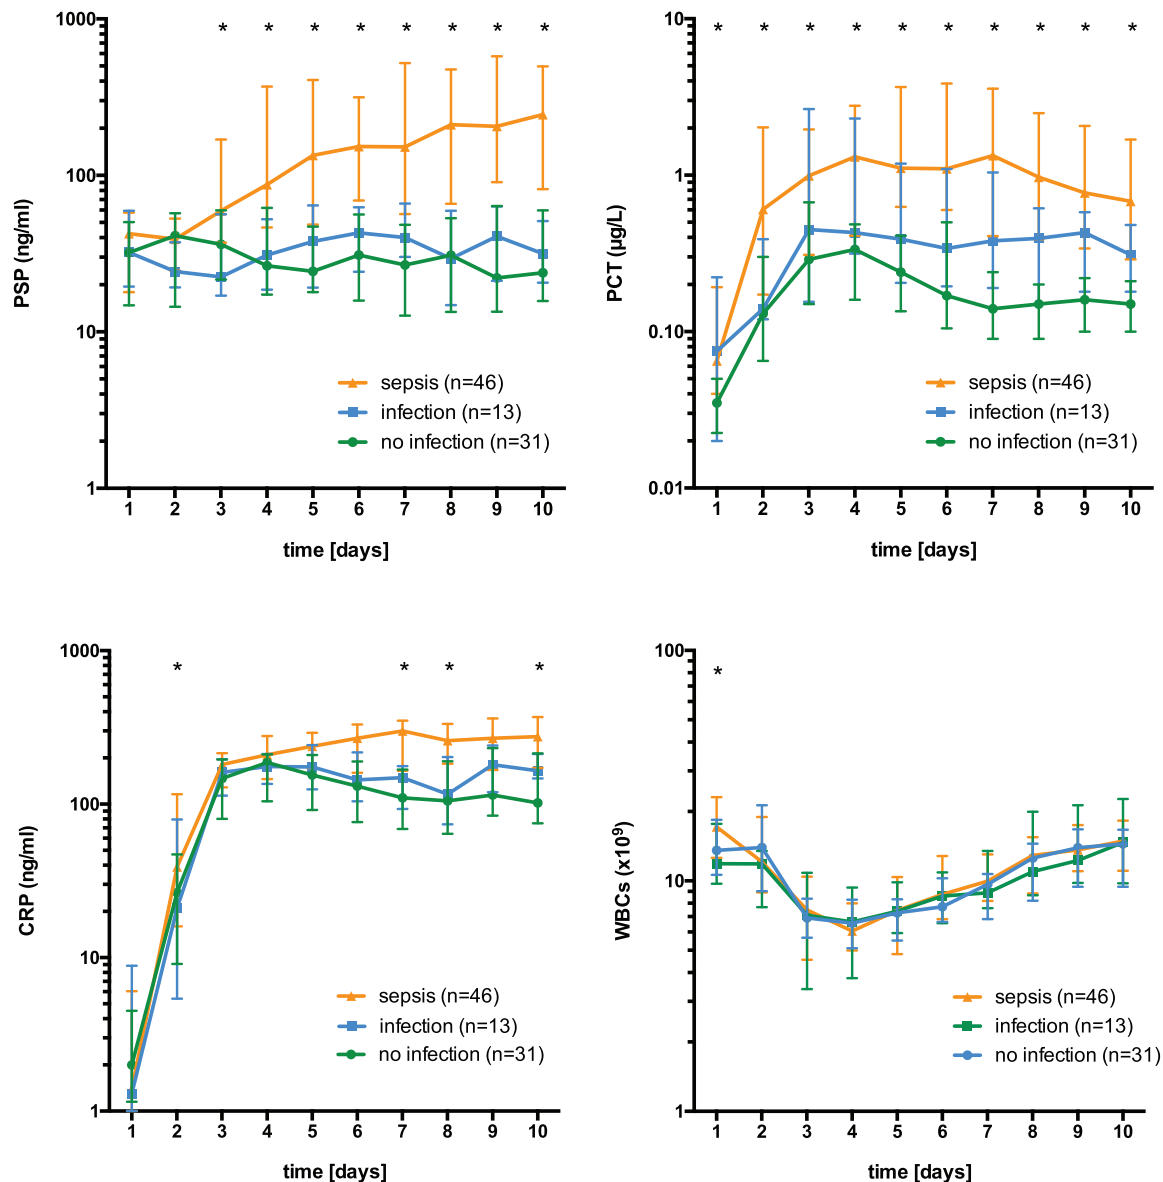 * * * * * * * *
1000
100
10
1
PSP (ng/ml)
sepsis (n=46)
infection (n=13)
no infection (n=31)
1 2 3 4 5 6 7 8 9 10
time [days]
* * * * * * * * * *
10
1
0.10
0.01
PCT (µg/L)
sepsis (n=46)
infection (n=13)
no infection (n=31)
1 2 3 4 5 6 7 8 9 10
time [days]
* * * *
1000
100
10
1
CRP (ng/ml)
sepsis (n=46)
infection (n=13)
no infection (n=31)
1 2 3 4 5 6 7 8 9 10
time [days]
*
100
10
1
WBCs (x10⁹)
sepsis (n=46)
infection (n=13)
no infection (n=31)
1 2 3 4 5 6 7 8 9 10
time [days]